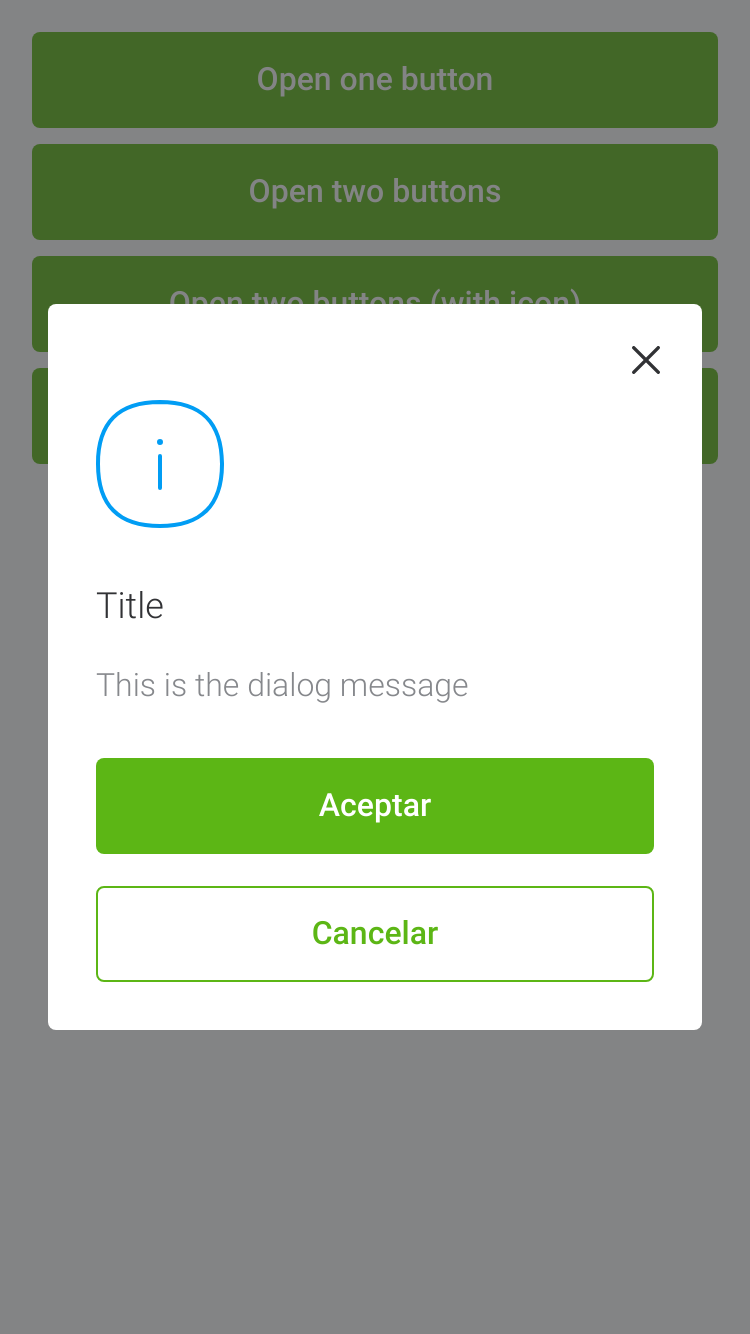 Open one button
Open two buttons
Open two buttons (with icon)
Title
This is the dialog message
Aceptar
Cancelar